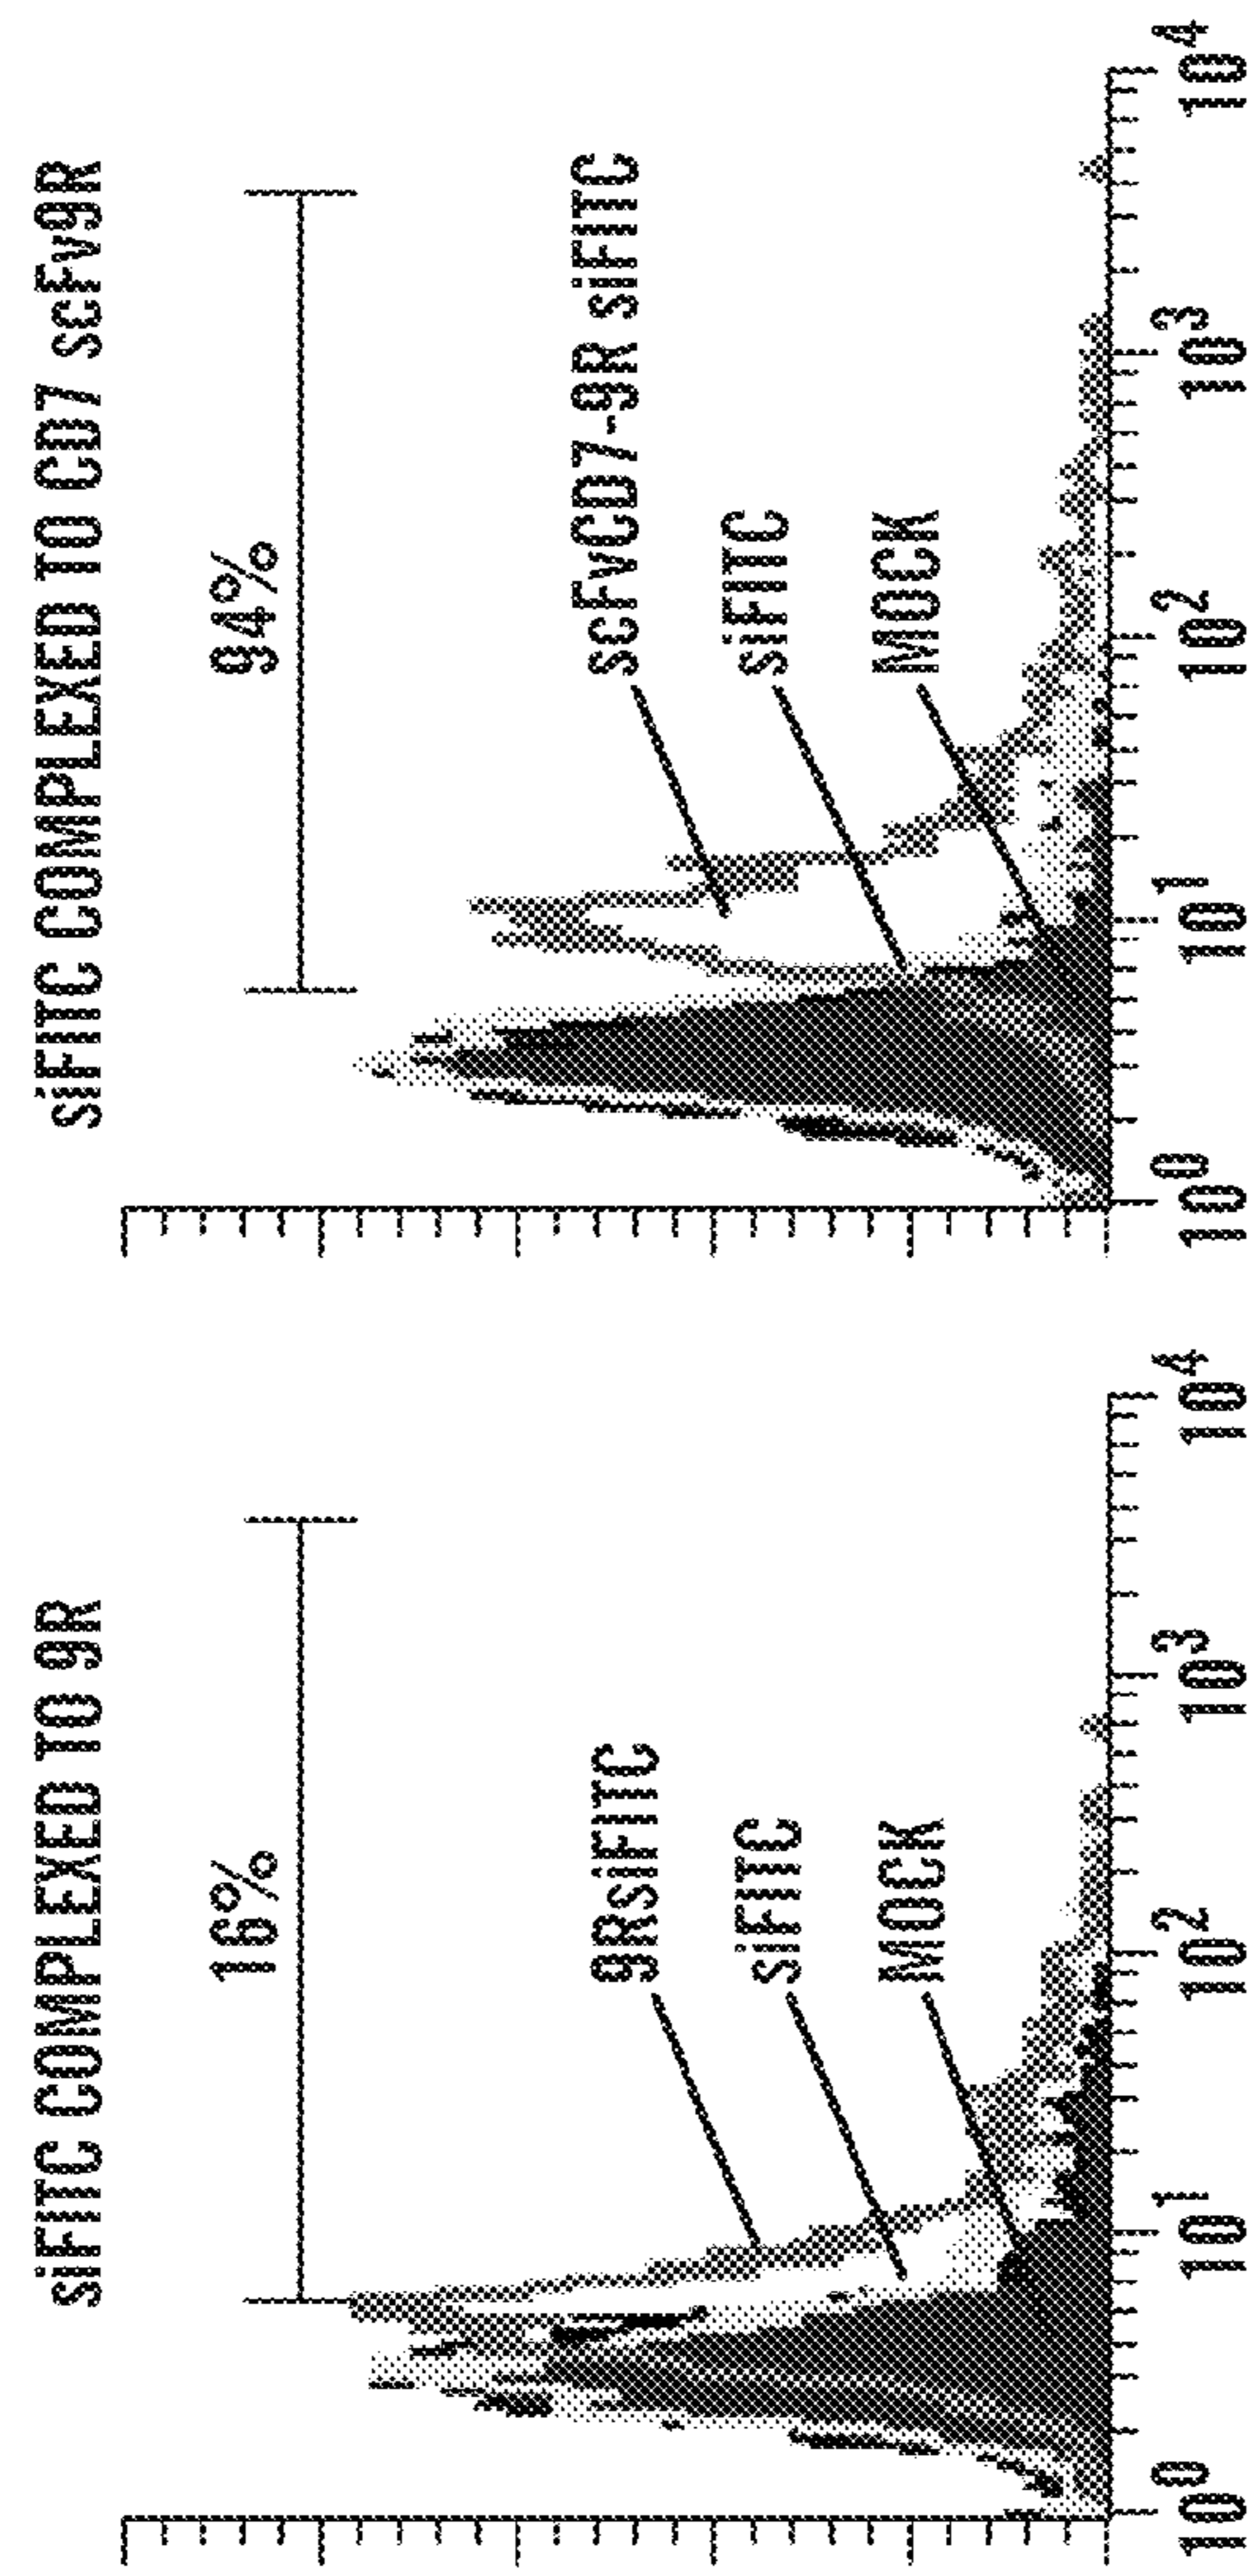 siFITC COMPLEXED TO 9R
16%
9RsiFITC
siFITC
MOCK
10^0 10^1 10^2 10^3 10^4
siFITC COMPLEXED TO CD7 scFv9R
94%
scFvCD7-9R siFITC
siFITC
MOCK
10^0 10^1 10^2 10^3 10^4